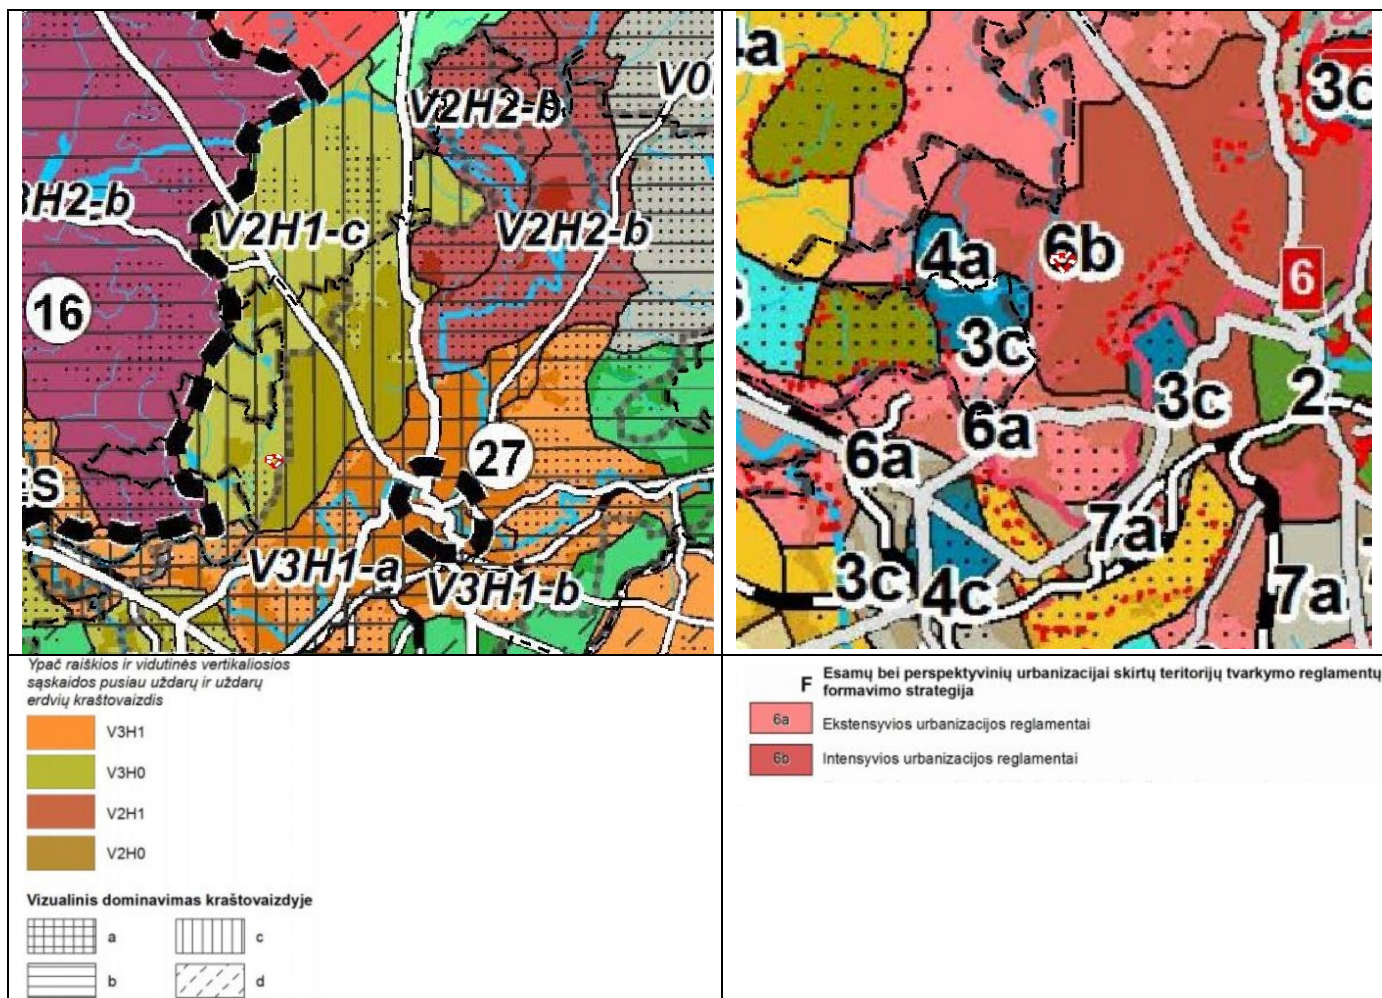 V2H2-b
V0
3H2-b
V2H1-c
V2H2-b
16
27
ES
V3H1-a
V3H1-b
4a
3c
4a
6b
6
3c
3c
2
6a
6a
7a
3c
4c
7a
Ypač raiškios ir vidutinės vertikaliosios
sąskaidos pusiau uždarų ir uždarų
erdvių kraštovaizdis
V3H1
V3H0
V2H1
V2H0
Vizualinis dominavimas kraštovaizdyje
a c
b d
F Esamų bei perspektyvinių urbanizacijai skirtų teritorijų tvarkymo reglamentų
formavimo strategija
6a Ekstensyvios urbanizacijos reglamentai
6b Intensyvios urbanizacijos reglamentai